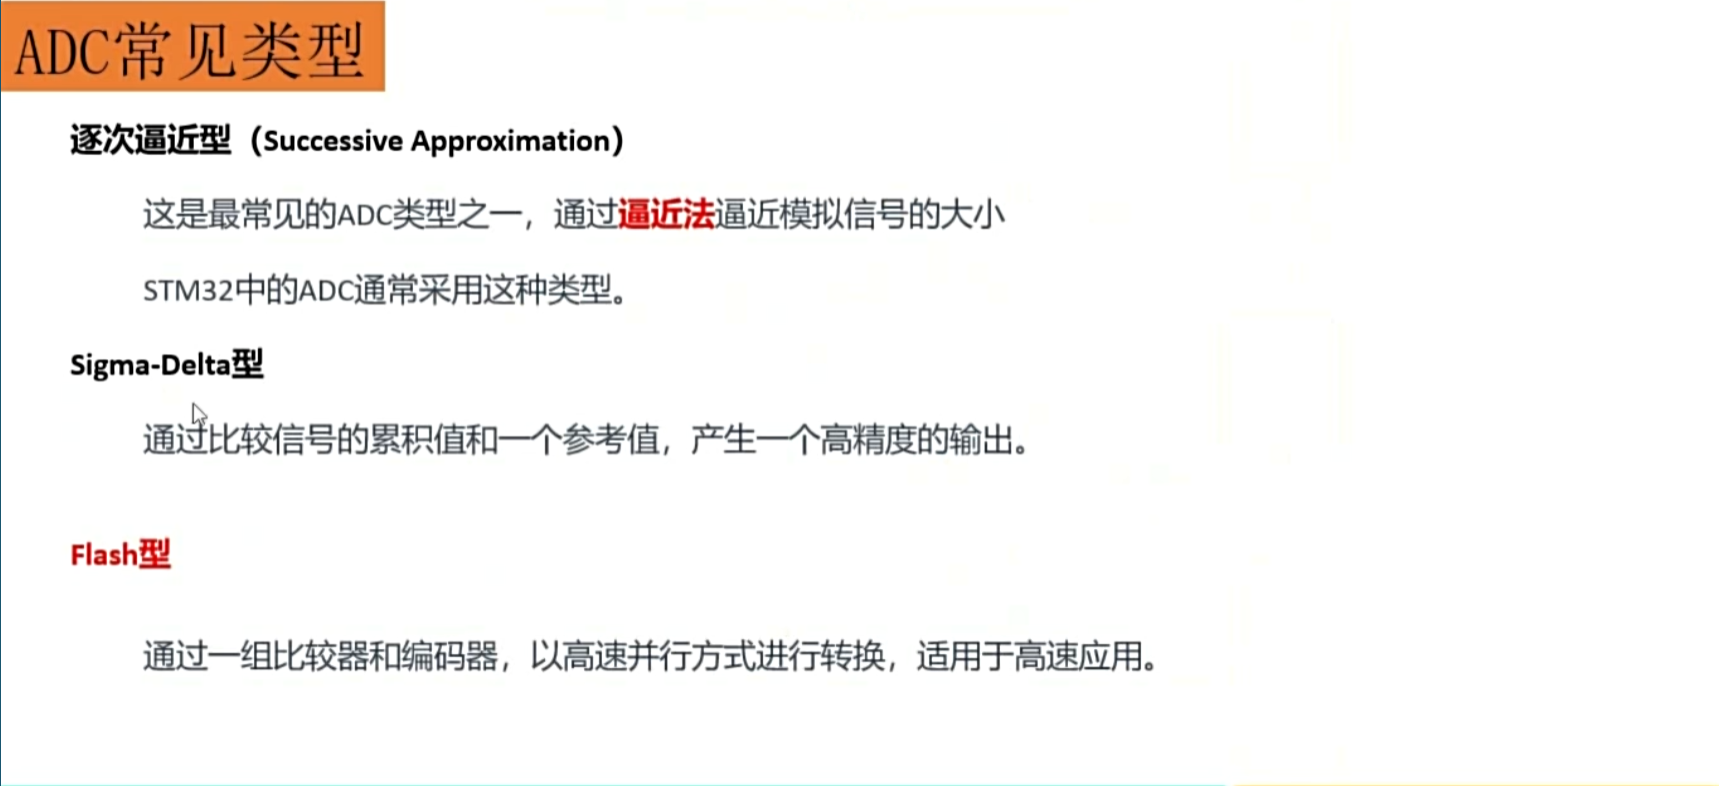 ADC常见类型
逐次逼近型（Successive Approximation）
这是最常见的ADC类型之一，通过逼近法逼近模拟信号的大小
STM32中的ADC通常采用这种类型。
Sigma-Delta型
通过比较信号的累积值和一个参考值，产生一个高精度的输出。
Flash型
通过一组比较器和编码器，以高速并行方式进行转换，适用于高速应用。